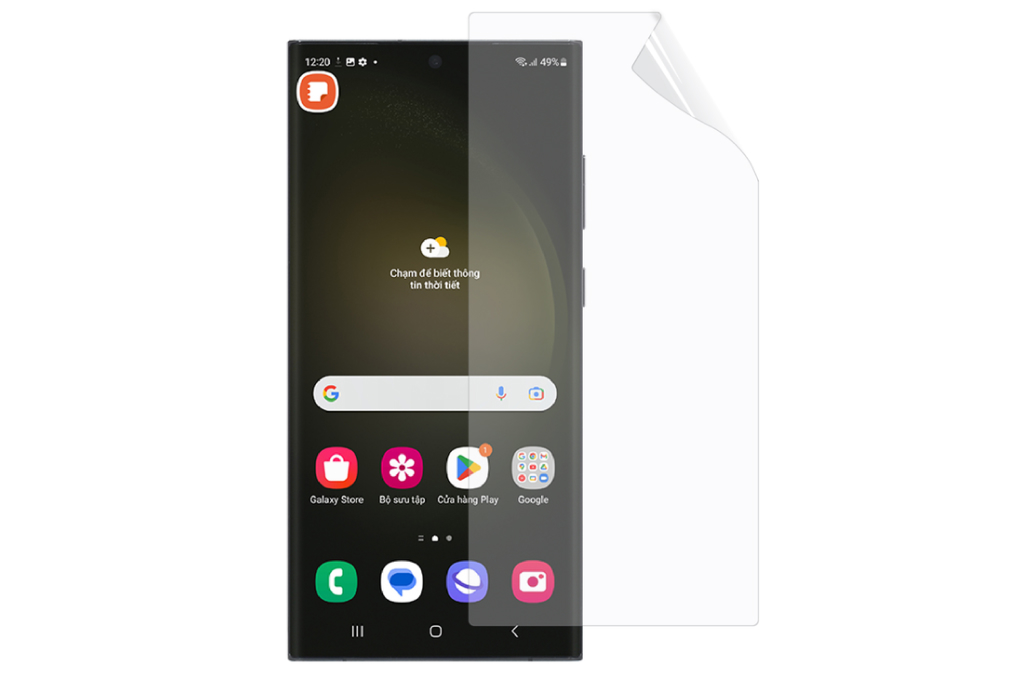 12:20
49%
Chạm để biết thông
tin thời tiết
Galaxy Store
Bộ sưu tập
Cửa hàng Play
Google